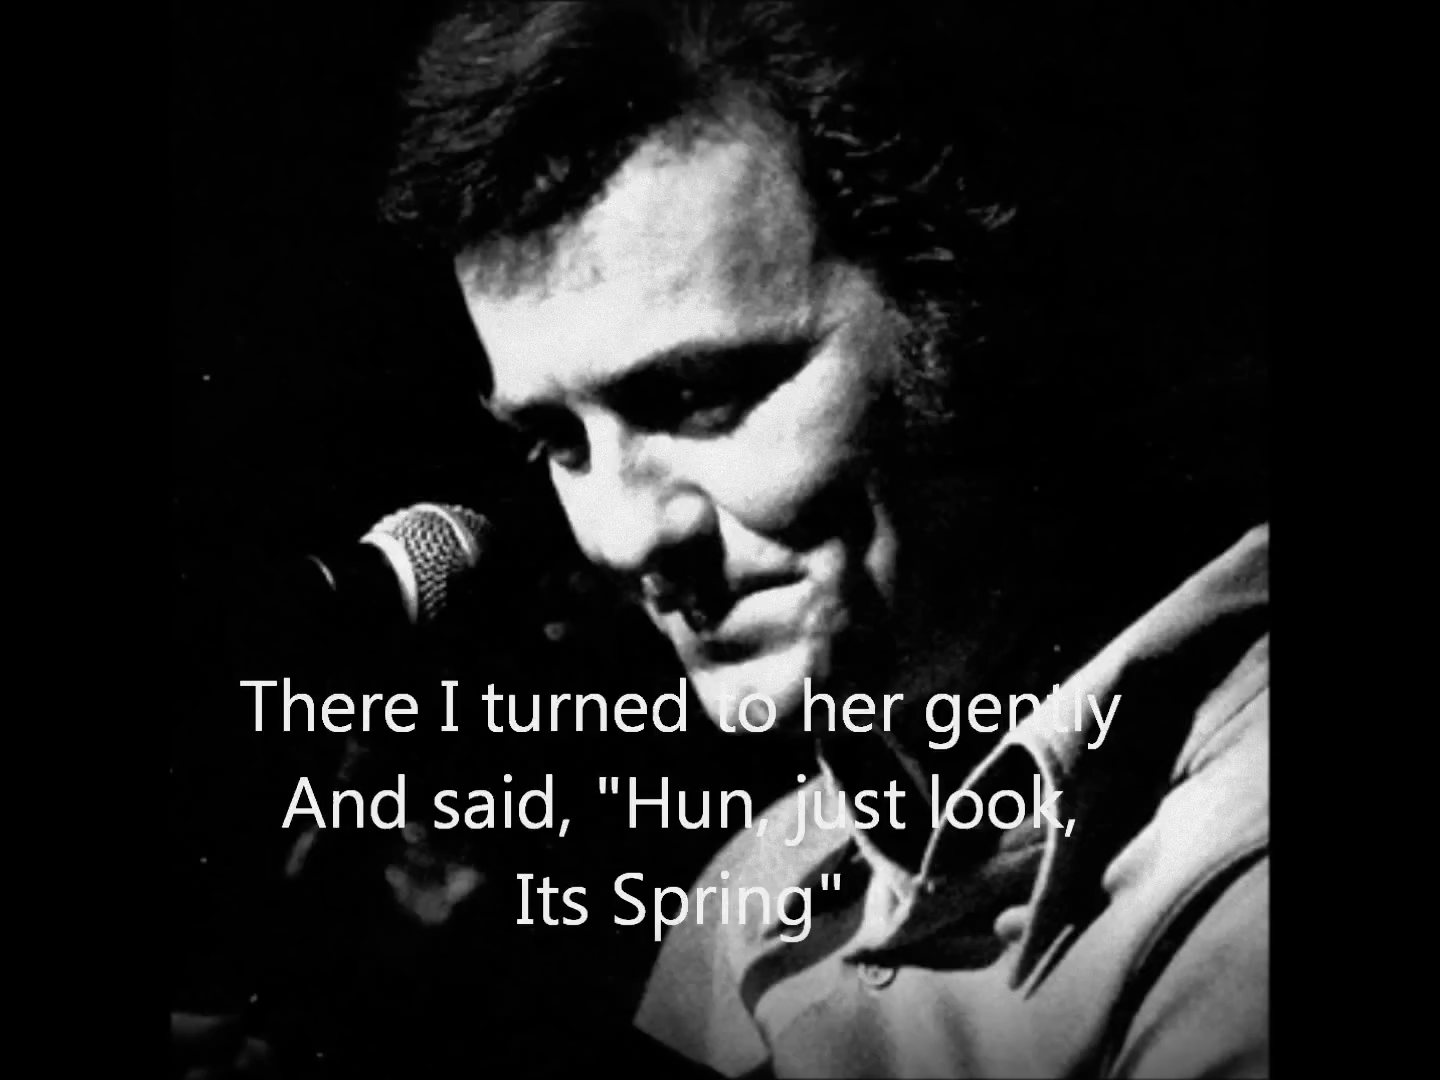 There I turned to her gently
And said, "Hun, just look,
Its Spring"